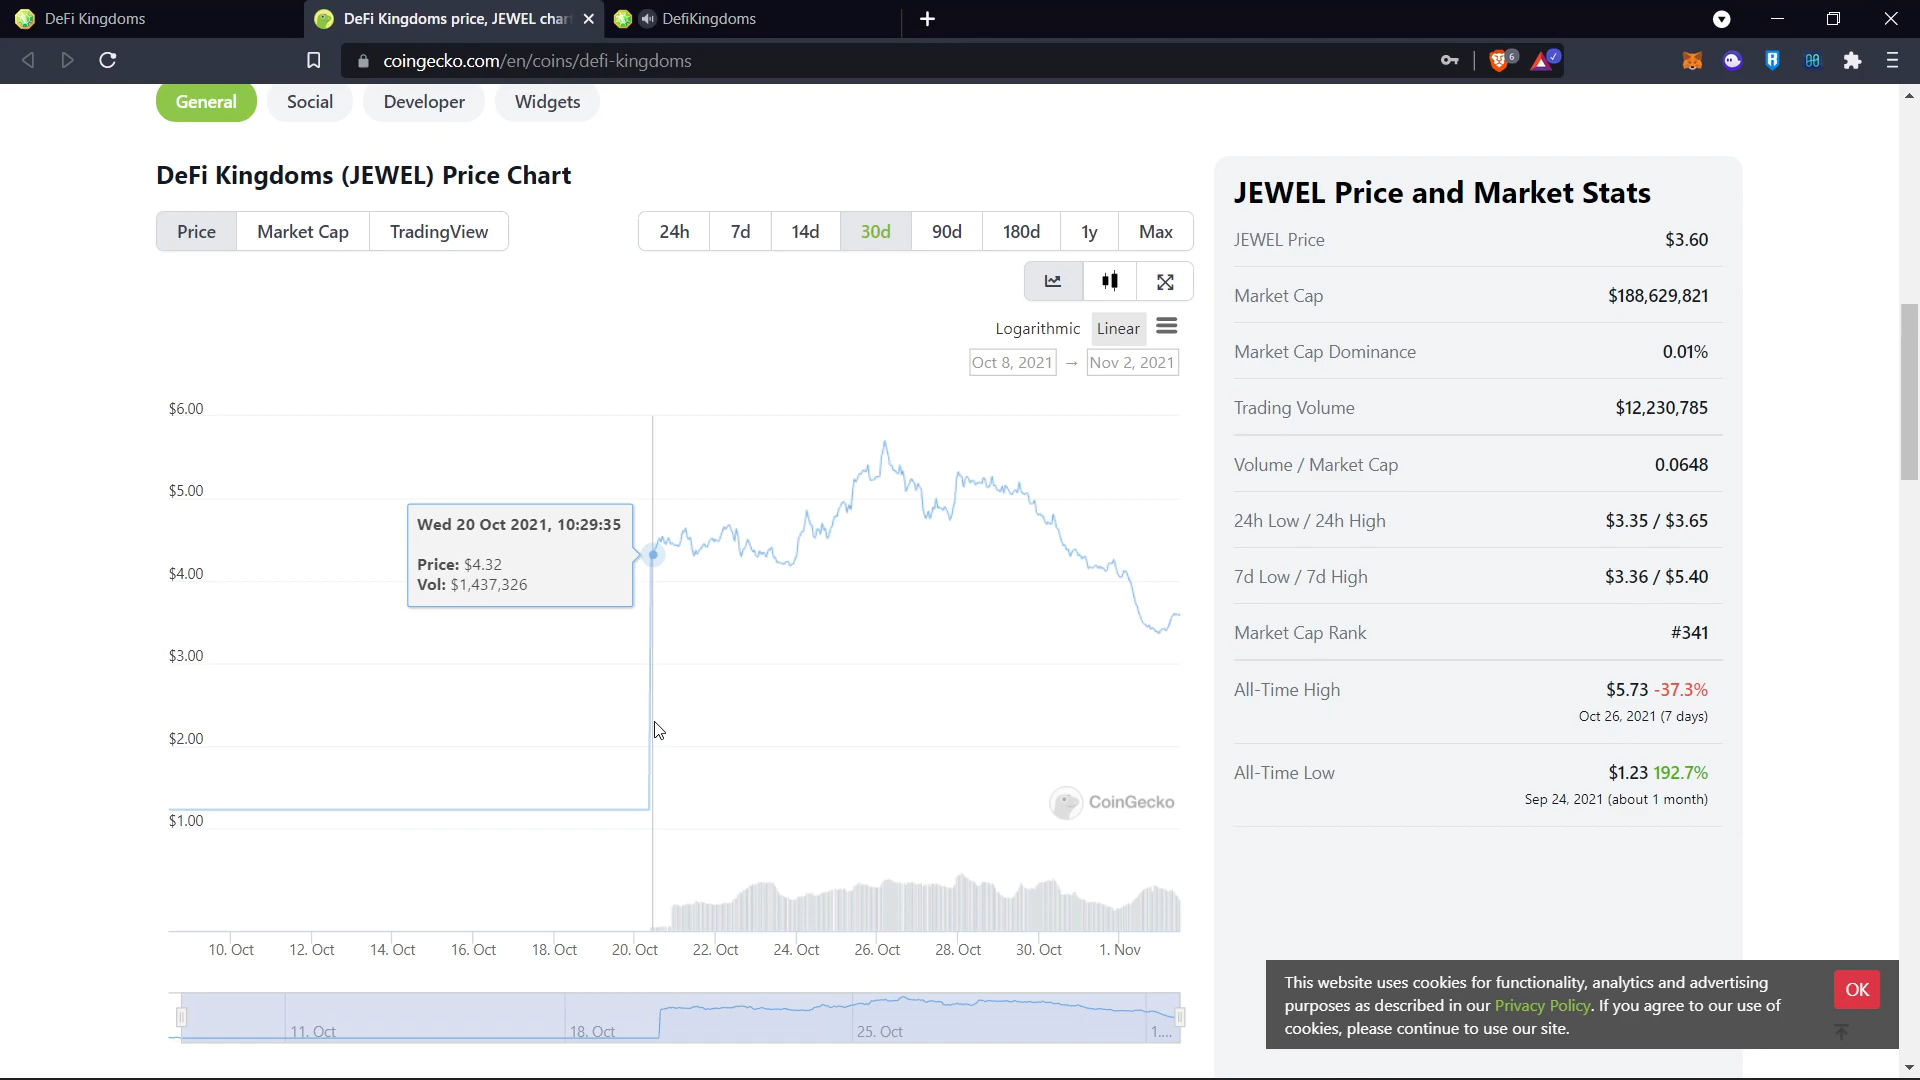 DeFi Kingdoms
DeFi Kingdoms price, JEWEL char
DefiKingdoms
coingecko.com/en/coins/defi-kingdoms
6
General
Social
Developer
Widgets
DeFi Kingdoms (JEWEL) Price Chart
Price
Market Cap
TradingView
24h
7d
14d
30d
90d
180d
1y
Max
Logarithmic
Linear
Oct 8, 2021 → Nov 2, 2021
$6.00
$5.00
$4.00
$3.00
$2.00
$1.00
Wed 20 Oct 2021, 10:29:35
Price: $4.32
Vol: $1,437,326
CoinGecko
10. Oct
12. Oct
14. Oct
16. Oct
18. Oct
20. Oct
22. Oct
24. Oct
26. Oct
28. Oct
30. Oct
1. Nov
11. Oct
18. Oct
25. Oct
1....
JEWEL Price and Market Stats
JEWEL Price $3.60
Market Cap $188,629,821
Market Cap Dominance 0.01%
Trading Volume $12,230,785
Volume / Market Cap 0.0648
24h Low / 24h High $3.35 / $3.65
7d Low / 7d High $3.36 / $5.40
Market Cap Rank #341
All-Time High $5.73 -37.3%
Oct 26, 2021 (7 days)
All-Time Low $1.23 192.7%
Sep 24, 2021 (about 1 month)
This website uses cookies for functionality, analytics and advertising
purposes as described in our Privacy Policy. If you agree to our use of
cookies, please continue to use our site.
OK